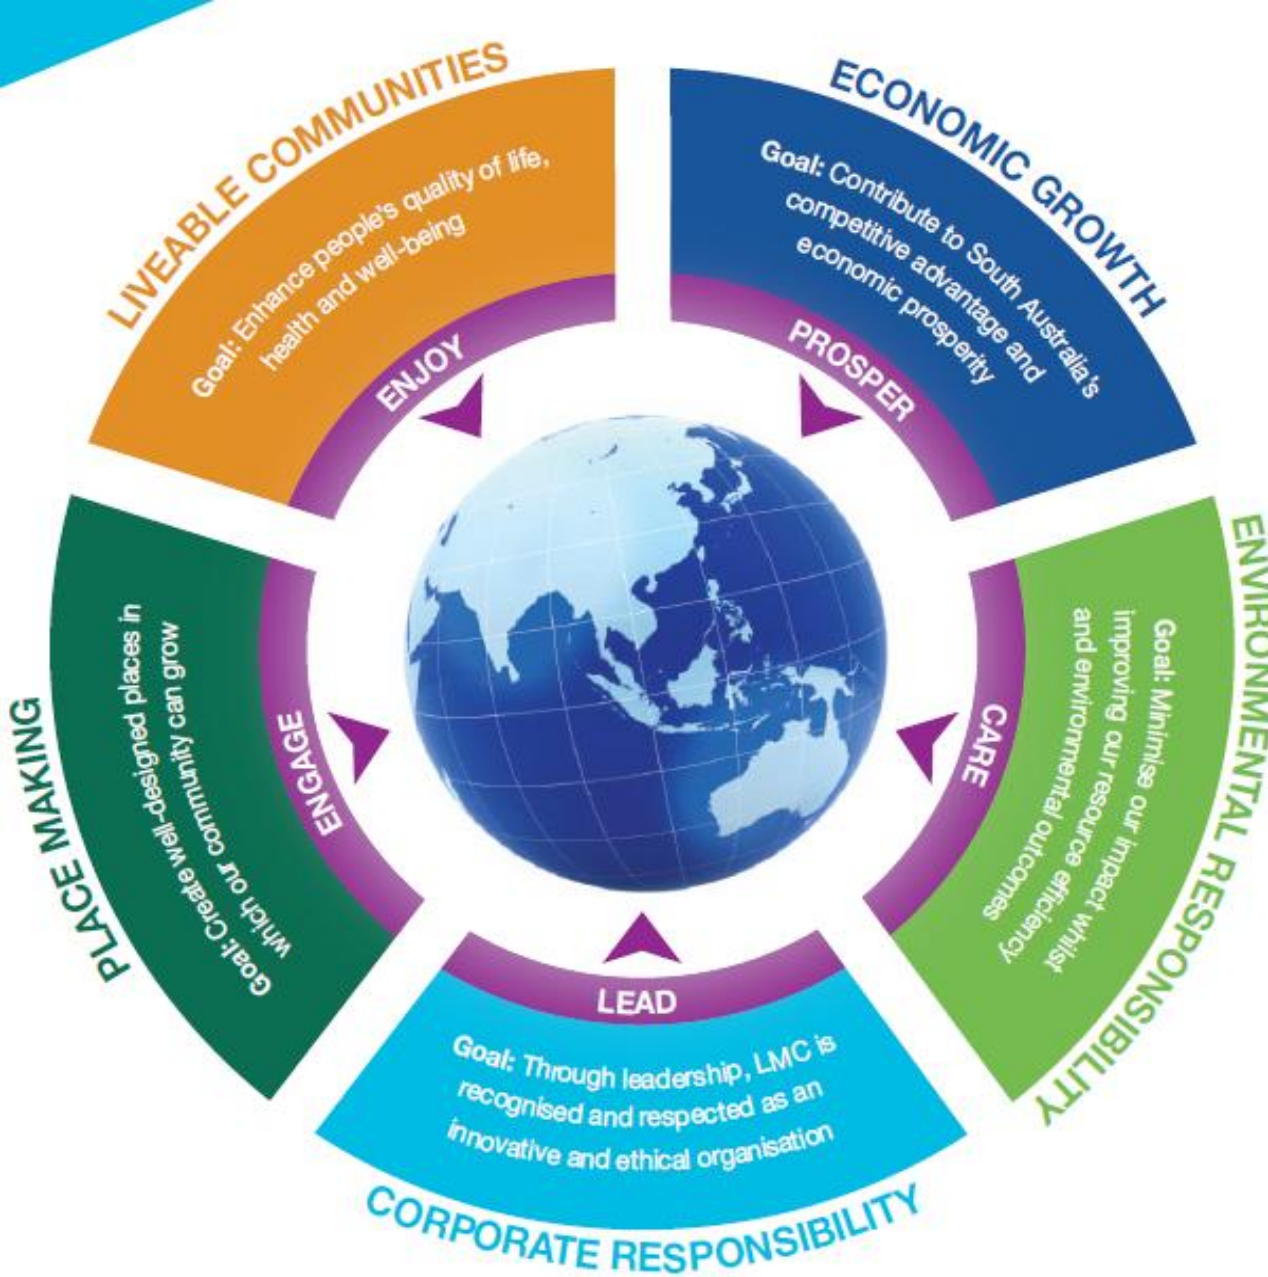 LIVEABLE COMMUNITIES
Goal: Enhance people's quality of life,
health and well-being
ENJOY
ECONOMIC GROWTH
Goal: Contribute to South Australia's
competitive advantage and
economic prosperity
PROSPER
ENVIRONMENTAL RESPONSIBILITY
Goal: Minimise our impact whilst
improving our resource efficiency
and environmental outcomes
CARE
LEAD
Goal: Through leadership, LMC is
recognised and respected as an
innovative and ethical organisation
CORPORATE RESPONSIBILITY
PLACE MAKING
Goal: Create well-designed places in
which our community can grow
ENGAGE